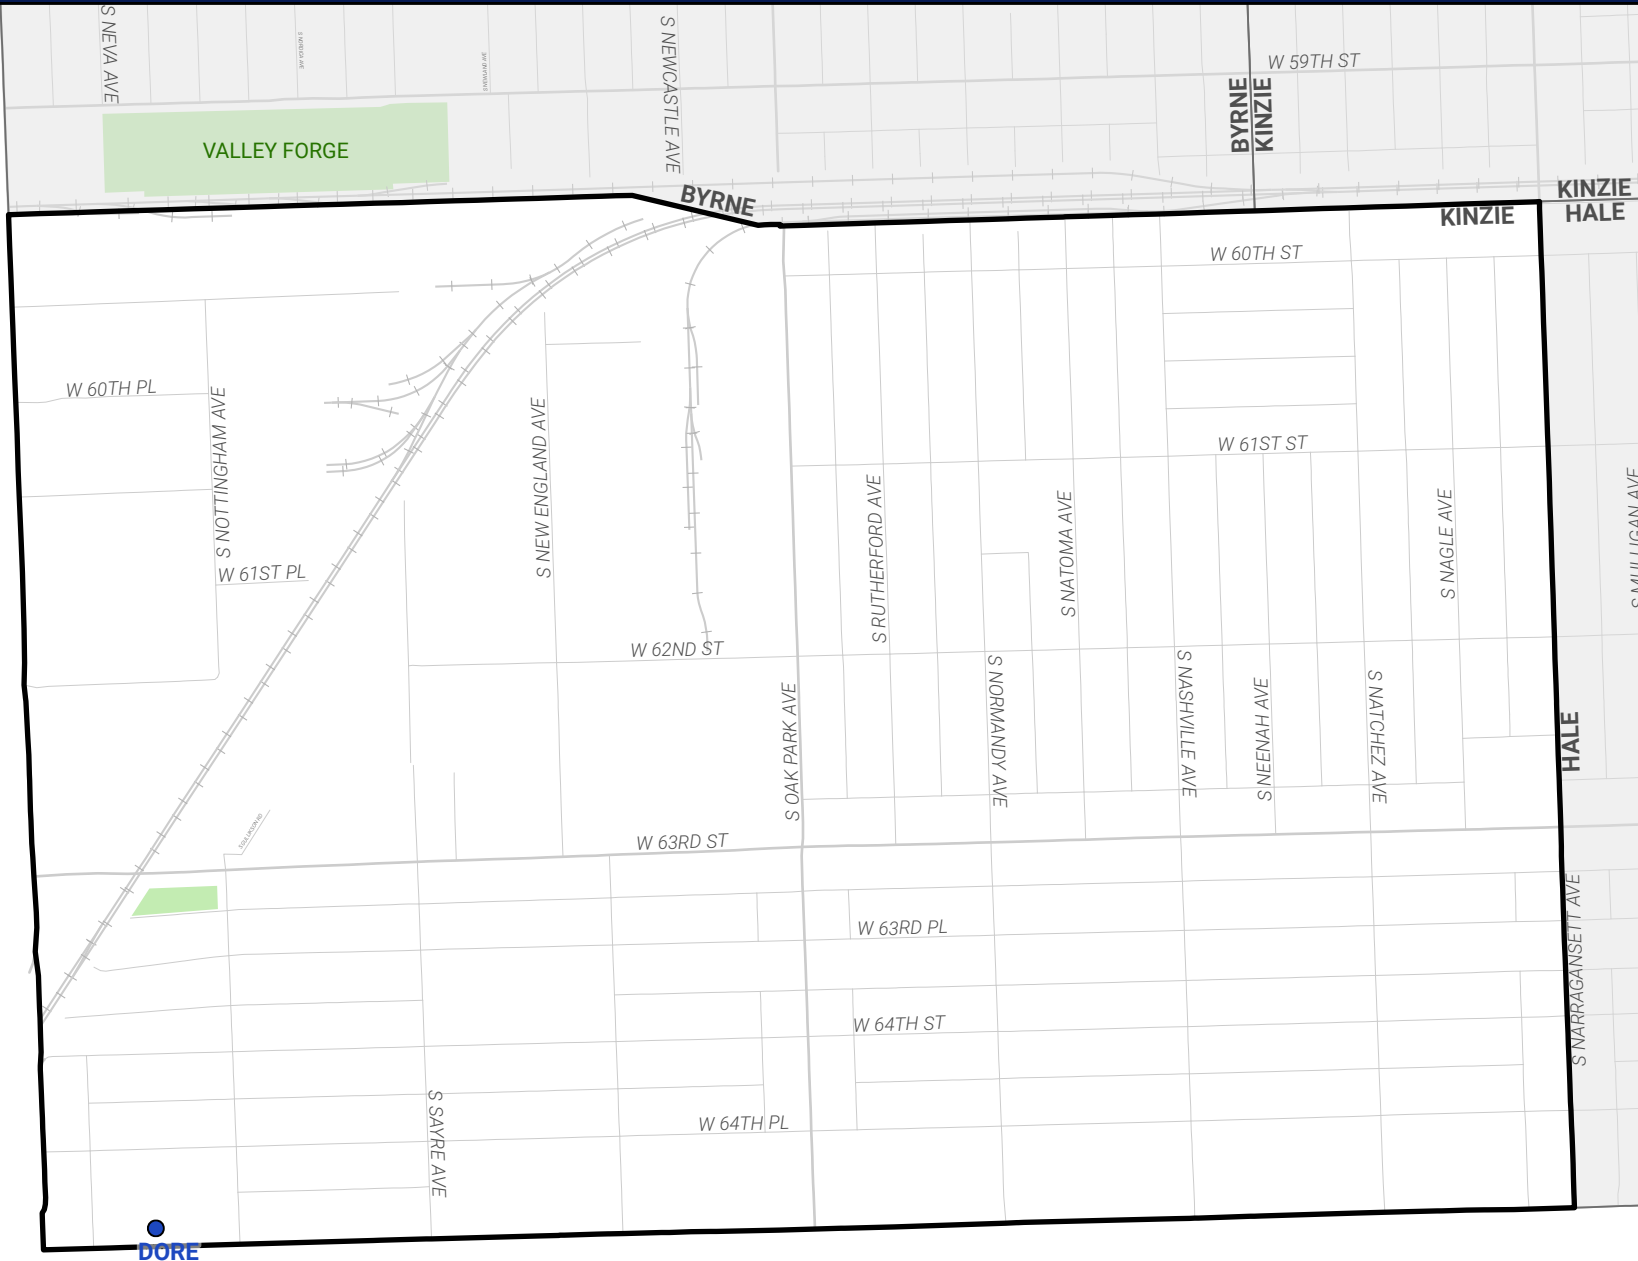 S NEVA AVE
S NEWCASTLE AVE
W 59TH ST
BYRNE
KINZIE
VALLEY FORGE
BYRNE
KINZIE
KINZIE
HALE
W 60TH ST
W 60TH PL
S NOTTINGHAM AVE
S NEW ENGLAND AVE
W 61ST ST
S RUTHERFORD AVE
S NATOMA AVE
S NAGLE AVE
S MULLIGAN AVE
W 61ST PL
W 62ND ST
S OAK PARK AVE
S NORMANDY AVE
S NASHVILLE AVE
S NEENAH AVE
S NATCHEZ AVE
HALE
W 63RD ST
W 63RD PL
S NARRAGANSETT AVE
W 64TH ST
S SAYRE AVE
W 64TH PL
DORE